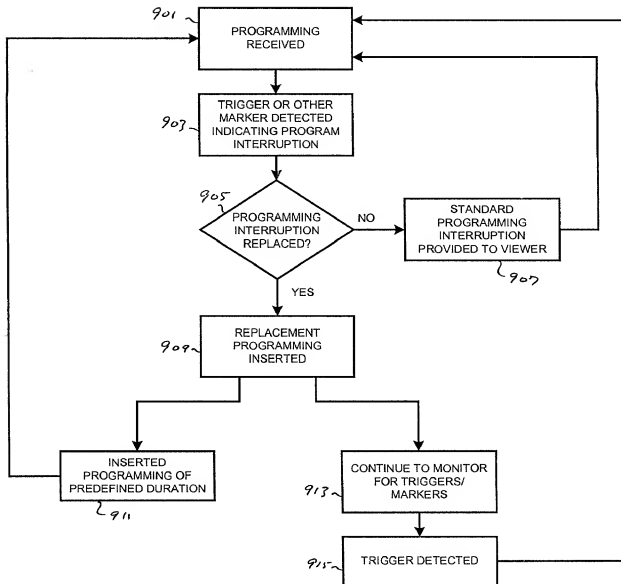 901
PROGRAMMING
RECEIVED
903
TRIGGER OR OTHER
MARKER DETECTED
INDICATING PROGRAM
INTERRUPTION
905
PROGRAMMING
INTERRUPTION
REPLACED?
NO
STANDARD
PROGRAMMING
INTERRUPTION
PROVIDED TO VIEWER
907
YES
909
REPLACEMENT
PROGRAMMING
INSERTED
INSERTED
PROGRAMMING OF
PREDEFINED DURATION
911
913
CONTINUE TO MONITOR
FOR TRIGGERS/
MARKERS
915
TRIGGER DETECTED